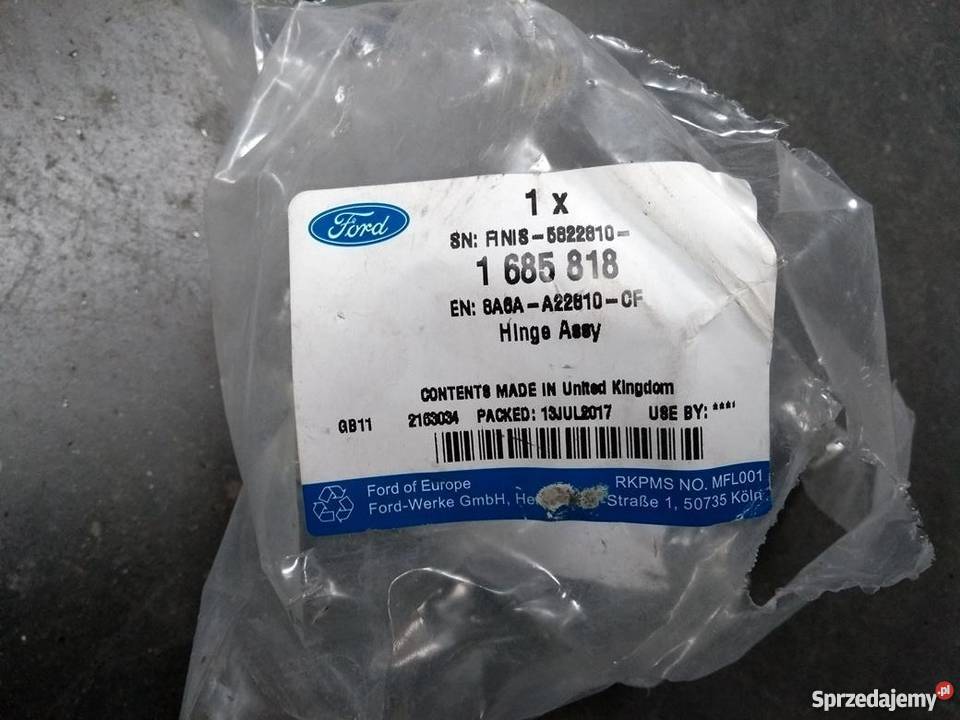 Ford
1 x
SN: FINIS-5622810-
1 685 818
EN: 8A6A-A22810-CF
Hinge Assy
CONTENTS MADE IN United Kingdom
GB11 2153034 PACKED: 13JUL2017 USE BY: ****
Ford of Europe RKPMS NO. MFL001
Ford-Werke GmbH, -Straße 1, 50735 Köln
Sprzedajemy.pl